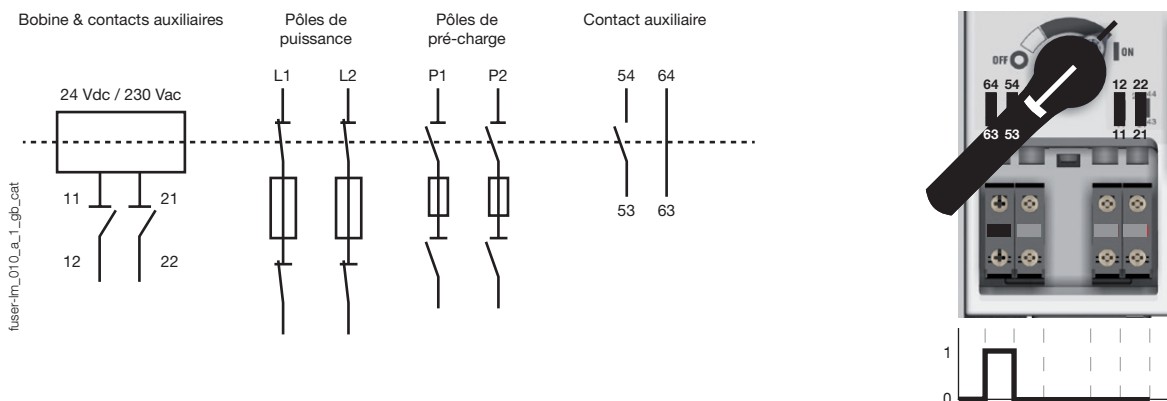 Bobine & contacts auxiliaires
Pôles de
puissance
Pôles de
pré-charge
Contact auxiliaire
L1 L2 P1 P2 54 64
24 Vdc / 230 Vac
11 21
12 22
53 63
fuser-lm_010_a_1_gb_cat
OFF ON
64 54 12 22 44
63 53 11 21 43
1
0